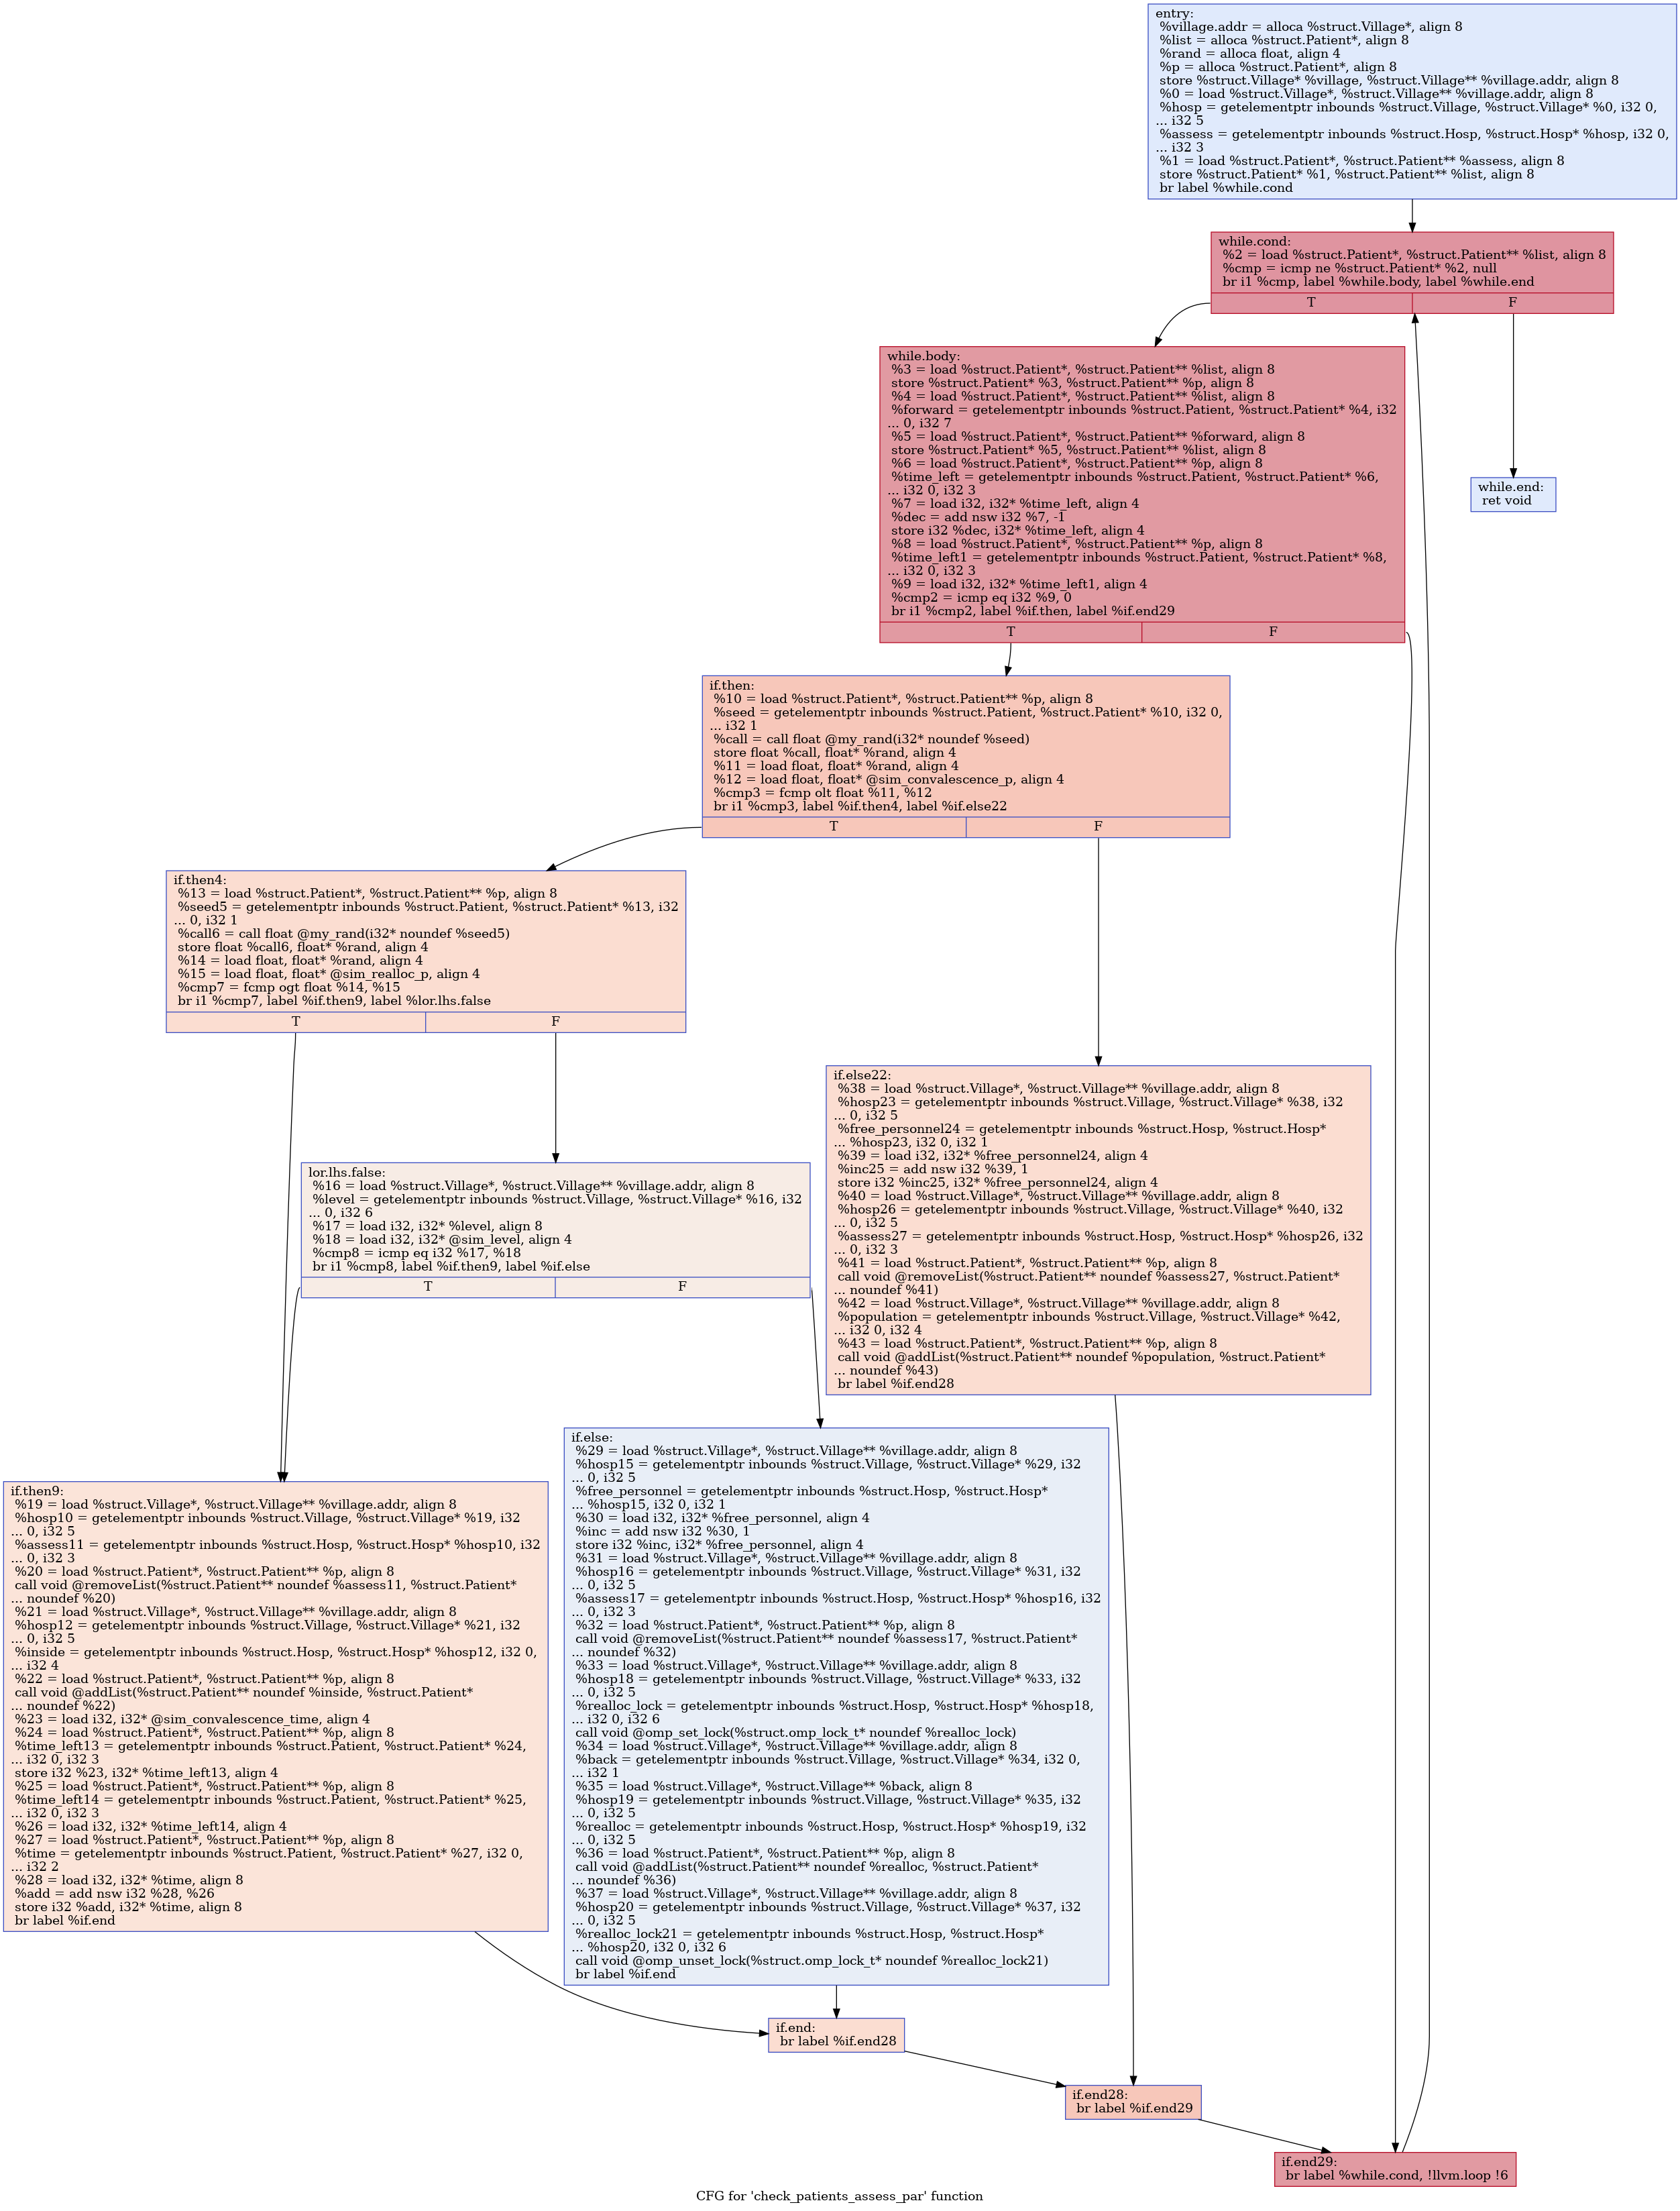 entry:
%village.addr = alloca %struct.Village*, align 8
%list = alloca %struct.Patient*, align 8
%rand = alloca float, align 4
%p = alloca %struct.Patient*, align 8
store %struct.Village* %village, %struct.Village** %village.addr, align 8
%0 = load %struct.Village*, %struct.Village** %village.addr, align 8
%hosp = getelementptr inbounds %struct.Village, %struct.Village* %0, i32 0,
... i32 5
%assess = getelementptr inbounds %struct.Hosp, %struct.Hosp* %hosp, i32 0,
... i32 3
%1 = load %struct.Patient*, %struct.Patient** %assess, align 8
store %struct.Patient* %1, %struct.Patient** %list, align 8
br label %while.cond
while.cond:
%2 = load %struct.Patient*, %struct.Patient** %list, align 8
%cmp = icmp ne %struct.Patient* %2, null
br i1 %cmp, label %while.body, label %while.end
T F
while.body:
%3 = load %struct.Patient*, %struct.Patient** %list, align 8
store %struct.Patient* %3, %struct.Patient** %p, align 8
%4 = load %struct.Patient*, %struct.Patient** %list, align 8
%forward = getelementptr inbounds %struct.Patient, %struct.Patient* %4, i32
... 0, i32 7
%5 = load %struct.Patient*, %struct.Patient** %forward, align 8
store %struct.Patient* %5, %struct.Patient** %list, align 8
%6 = load %struct.Patient*, %struct.Patient** %p, align 8
%time_left = getelementptr inbounds %struct.Patient, %struct.Patient* %6,
... i32 0, i32 3
%7 = load i32, i32* %time_left, align 4
%dec = add nsw i32 %7, -1
store i32 %dec, i32* %time_left, align 4
%8 = load %struct.Patient*, %struct.Patient** %p, align 8
%time_left1 = getelementptr inbounds %struct.Patient, %struct.Patient* %8,
... i32 0, i32 3
%9 = load i32, i32* %time_left1, align 4
%cmp2 = icmp eq i32 %9, 0
br i1 %cmp2, label %if.then, label %if.end29
T F
while.end:
ret void
if.then:
%10 = load %struct.Patient*, %struct.Patient** %p, align 8
%seed = getelementptr inbounds %struct.Patient, %struct.Patient* %10, i32 0,
... i32 1
%call = call float @my_rand(i32* noundef %seed)
store float %call, float* %rand, align 4
%11 = load float, float* %rand, align 4
%12 = load float, float* @sim_convalescence_p, align 4
%cmp3 = fcmp olt float %11, %12
br i1 %cmp3, label %if.then4, label %if.else22
T F
if.then4:
%13 = load %struct.Patient*, %struct.Patient** %p, align 8
%seed5 = getelementptr inbounds %struct.Patient, %struct.Patient* %13, i32
... 0, i32 1
%call6 = call float @my_rand(i32* noundef %seed5)
store float %call6, float* %rand, align 4
%14 = load float, float* %rand, align 4
%15 = load float, float* @sim_realloc_p, align 4
%cmp7 = fcmp ogt float %14, %15
br i1 %cmp7, label %if.then9, label %lor.lhs.false
T F
if.else22:
%38 = load %struct.Village*, %struct.Village** %village.addr, align 8
%hosp23 = getelementptr inbounds %struct.Village, %struct.Village* %38, i32
... 0, i32 5
%free_personnel24 = getelementptr inbounds %struct.Hosp, %struct.Hosp*
... %hosp23, i32 0, i32 1
%39 = load i32, i32* %free_personnel24, align 4
%inc25 = add nsw i32 %39, 1
store i32 %inc25, i32* %free_personnel24, align 4
%40 = load %struct.Village*, %struct.Village** %village.addr, align 8
%hosp26 = getelementptr inbounds %struct.Village, %struct.Village* %40, i32
... 0, i32 5
%assess27 = getelementptr inbounds %struct.Hosp, %struct.Hosp* %hosp26, i32
... 0, i32 3
%41 = load %struct.Patient*, %struct.Patient** %p, align 8
call void @removeList(%struct.Patient** noundef %assess27, %struct.Patient*
... noundef %41)
%42 = load %struct.Village*, %struct.Village** %village.addr, align 8
%population = getelementptr inbounds %struct.Village, %struct.Village* %42,
... i32 0, i32 4
%43 = load %struct.Patient*, %struct.Patient** %p, align 8
call void @addList(%struct.Patient** noundef %population, %struct.Patient*
... noundef %43)
br label %if.end28
lor.lhs.false:
%16 = load %struct.Village*, %struct.Village** %village.addr, align 8
%level = getelementptr inbounds %struct.Village, %struct.Village* %16, i32
... 0, i32 6
%17 = load i32, i32* %level, align 8
%18 = load i32, i32* @sim_level, align 4
%cmp8 = icmp eq i32 %17, %18
br i1 %cmp8, label %if.then9, label %if.else
T F
if.then9:
%19 = load %struct.Village*, %struct.Village** %village.addr, align 8
%hosp10 = getelementptr inbounds %struct.Village, %struct.Village* %19, i32
... 0, i32 5
%assess11 = getelementptr inbounds %struct.Hosp, %struct.Hosp* %hosp10, i32
... 0, i32 3
%20 = load %struct.Patient*, %struct.Patient** %p, align 8
call void @removeList(%struct.Patient** noundef %assess11, %struct.Patient*
... noundef %20)
%21 = load %struct.Village*, %struct.Village** %village.addr, align 8
%hosp12 = getelementptr inbounds %struct.Village, %struct.Village* %21, i32
... 0, i32 5
%inside = getelementptr inbounds %struct.Hosp, %struct.Hosp* %hosp12, i32 0,
... i32 4
%22 = load %struct.Patient*, %struct.Patient** %p, align 8
call void @addList(%struct.Patient** noundef %inside, %struct.Patient*
... noundef %22)
%23 = load i32, i32* @sim_convalescence_time, align 4
%24 = load %struct.Patient*, %struct.Patient** %p, align 8
%time_left13 = getelementptr inbounds %struct.Patient, %struct.Patient* %24,
... i32 0, i32 3
store i32 %23, i32* %time_left13, align 4
%25 = load %struct.Patient*, %struct.Patient** %p, align 8
%time_left14 = getelementptr inbounds %struct.Patient, %struct.Patient* %25,
... i32 0, i32 3
%26 = load i32, i32* %time_left14, align 4
%27 = load %struct.Patient*, %struct.Patient** %p, align 8
%time = getelementptr inbounds %struct.Patient, %struct.Patient* %27, i32 0,
... i32 2
%28 = load i32, i32* %time, align 8
%add = add nsw i32 %28, %26
store i32 %add, i32* %time, align 8
br label %if.end
if.else:
%29 = load %struct.Village*, %struct.Village** %village.addr, align 8
%hosp15 = getelementptr inbounds %struct.Village, %struct.Village* %29, i32
... 0, i32 5
%free_personnel = getelementptr inbounds %struct.Hosp, %struct.Hosp*
... %hosp15, i32 0, i32 1
%30 = load i32, i32* %free_personnel, align 4
%inc = add nsw i32 %30, 1
store i32 %inc, i32* %free_personnel, align 4
%31 = load %struct.Village*, %struct.Village** %village.addr, align 8
%hosp16 = getelementptr inbounds %struct.Village, %struct.Village* %31, i32
... 0, i32 5
%assess17 = getelementptr inbounds %struct.Hosp, %struct.Hosp* %hosp16, i32
... 0, i32 3
%32 = load %struct.Patient*, %struct.Patient** %p, align 8
call void @removeList(%struct.Patient** noundef %assess17, %struct.Patient*
... noundef %32)
%33 = load %struct.Village*, %struct.Village** %village.addr, align 8
%hosp18 = getelementptr inbounds %struct.Village, %struct.Village* %33, i32
... 0, i32 5
%realloc_lock = getelementptr inbounds %struct.Hosp, %struct.Hosp* %hosp18,
... i32 0, i32 6
call void @omp_set_lock(%struct.omp_lock_t* noundef %realloc_lock)
%34 = load %struct.Village*, %struct.Village** %village.addr, align 8
%back = getelementptr inbounds %struct.Village, %struct.Village* %34, i32 0,
... i32 1
%35 = load %struct.Village*, %struct.Village** %back, align 8
%hosp19 = getelementptr inbounds %struct.Village, %struct.Village* %35, i32
... 0, i32 5
%realloc = getelementptr inbounds %struct.Hosp, %struct.Hosp* %hosp19, i32
... 0, i32 5
%36 = load %struct.Patient*, %struct.Patient** %p, align 8
call void @addList(%struct.Patient** noundef %realloc, %struct.Patient*
... noundef %36)
%37 = load %struct.Village*, %struct.Village** %village.addr, align 8
%hosp20 = getelementptr inbounds %struct.Village, %struct.Village* %37, i32
... 0, i32 5
%realloc_lock21 = getelementptr inbounds %struct.Hosp, %struct.Hosp*
... %hosp20, i32 0, i32 6
call void @omp_unset_lock(%struct.omp_lock_t* noundef %realloc_lock21)
br label %if.end
if.end:
br label %if.end28
if.end28:
br label %if.end29
if.end29:
br label %while.cond, !llvm.loop !6
CFG for 'check_patients_assess_par' function